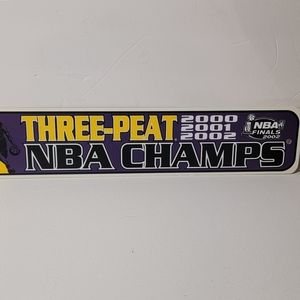 THREE-PEAT
2000
2001
2002
NBA CHAMPS
NBA
FINALS
2002